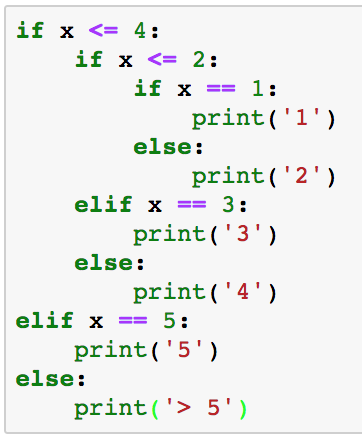 if x <= 4:
    if x <= 2:
        if x == 1:
            print('1')
        else:
            print('2')
    elif x == 3:
        print('3')
    else:
        print('4')
elif x == 5:
    print('5')
else:
    print('> 5')